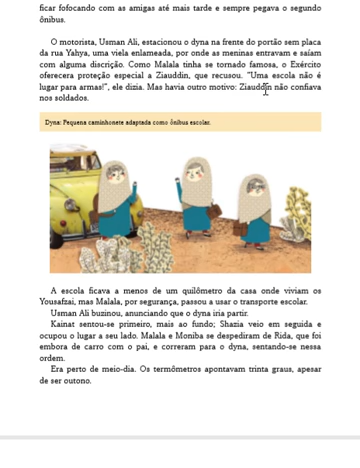 ficar fofocando com as amigas até mais tarde e sempre pegava o segundo
ônibus.
O motorista, Usman Ali, estacionou o dyna na frente do portão sem placa
da rua Yahya, uma viela enlameada, por onde as meninas entravam e saíam
com alguma discrição. Como Malala tinha se tornado famosa, o Exército
oferecera proteção especial a Ziauddin, que recusou. "Uma escola não é
lugar para armas!", ele dizia. Mas havia outro motivo: Ziauddin não confiava
nos soldados.
Dyna: Pequena caminhonete adaptada como ônibus escolar.
A escola ficava a menos de um quilômetro da casa onde viviam os
Yousafzai, mas Malala, por segurança, passou a usar o transporte escolar.
Usman Ali buzinou, anunciando que o dyna iria partir.
Kainat sentou-se primeiro, mais ao fundo; Shazia veio em seguida e
ocupou o lugar a seu lado. Malala e Moniba se despediram de Rida, que foi
embora de carro com o pai, e correram para o dyna, sentando-se nessa
ordem.
Era perto de meio-dia. Os termômetros apontavam trinta graus, apesar
de ser outono.